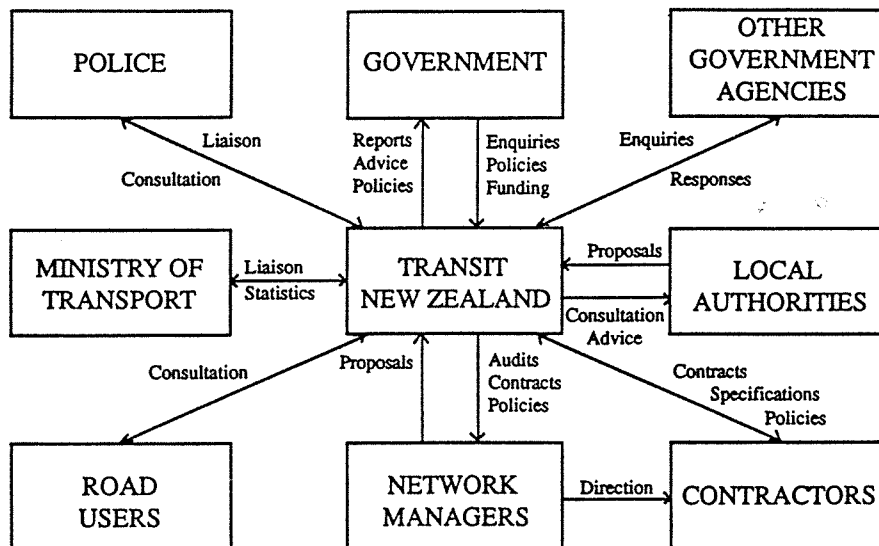 POLICE
GOVERNMENT
OTHER
GOVERNMENT
AGENCIES
Liaison
Consultation
Reports
Advice
Policies
Enquiries
Policies
Funding
Enquiries
Responses
MINISTRY OF
TRANSPORT
Liaison
Statistics
TRANSIT
NEW ZEALAND
Proposals
Consultation
Advice
LOCAL
AUTHORITIES
Consultation
Proposals
Audits
Contracts
Policies
Contracts
Specifications
Policies
ROAD
USERS
NETWORK
MANAGERS
Direction
CONTRACTORS